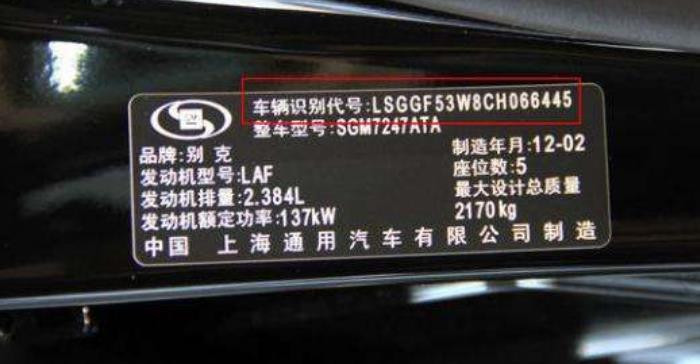 车辆识别代号:LSGGF53W8CH066445
整车型号:SGM7247ATA
品牌:别克 制造年月:12-02
发动机型号:LAF 座位数:5
发动机排量:2.384L 最大设计总质量
发动机额定功率:137kW 2170kg
中国 上海通用汽车有限公司制造